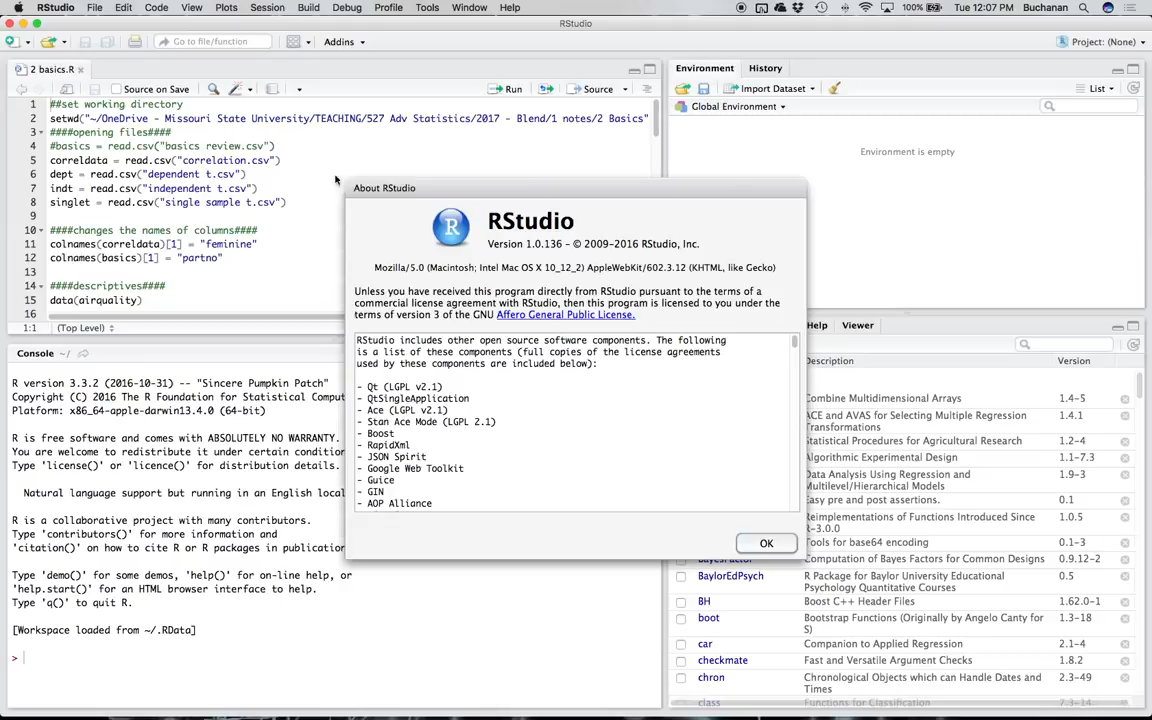 RStudio File Edit Code View Plots Session Build Debug Profile Tools Window Help 100% Tue 12:07 PM Buchanan
RStudio
Go to file/function Addins Project: (None)
2 basics.R
Source on Save Run Source
1 ##set working directory
2 setwd("~/OneDrive - Missouri State University/TEACHING/527 Adv Statistics/2017 - Blend/1 notes/2 Basics"
3 ####opening files####
4 #basics = read.csv("basics review.csv")
5 correldata = read.csv("correlation.csv")
6 dept = read.csv("dependent t.csv")
7 indt = read.csv("independent t.csv")
8 singlet = read.csv("single sample t.csv")
9
10 ####changes the names of columns####
11 colnames(correldata)[1] = "feminine"
12 colnames(basics)[1] = "partno"
13
14 ####descriptives####
15 data(airquality)
16
1:1 (Top Level)
Console ~/
R version 3.3.2 (2016-10-31) -- "Sincere Pumpkin Patch"
Copyright (C) 2016 The R Foundation for Statistical Compu
Platform: x86_64-apple-darwin13.4.0 (64-bit)
R is free software and comes with ABSOLUTELY NO WARRANTY.
You are welcome to redistribute it under certain condition
Type 'license()' or 'licence()' for distribution details.
Natural language support but running in an English local
R is a collaborative project with many contributors.
Type 'contributors()' for more information and
'citation()' on how to cite R or R packages in publication
Type 'demo()' for some demos, 'help()' for on-line help, or
'help.start()' for an HTML browser interface to help.
Type 'q()' to quit R.
[Workspace loaded from ~/.RData]
>
About RStudio
RStudio
Version 1.0.136 - © 2009-2016 RStudio, Inc.
Mozilla/5.0 (Macintosh; Intel Mac OS X 10_12_2) AppleWebKit/602.3.12 (KHTML, like Gecko)
Unless you have received this program directly from RStudio pursuant to the terms of a
commercial license agreement with RStudio, then this program is licensed to you under the
terms of version 3 of the GNU Affero General Public License.
RStudio includes other open source software components. The following
is a list of these components (full copies of the license agreements
used by these components are included below):
- Qt (LGPL v2.1)
- QtSingleApplication
- Ace (LGPL v2.1)
- Stan Ace Mode (LGPL 2.1)
- Boost
- RapidXml
- JSON Spirit
- Google Web Toolkit
- Guice
- GIN
- AOP Alliance
OK
Environment History
Import Dataset List
Global Environment
Environment is empty
Help Viewer
Description Version
Combine Multidimensional Arrays 1.4-5
ACE and AVAS for Selecting Multiple Regression 1.4.1
Transformations
Statistical Procedures for Agricultural Research 1.2-4
Algorithmic Experimental Design 1.1-7.3
Data Analysis Using Regression and 1.9-3
Multilevel/Hierarchical Models
Easy pre and post assertions. 0.1
Reimplementations of Functions Introduced Since 1.0.5
R-3.0.0
Tools for base64 encoding 0.1-3
BayesFactor Computation of Bayes Factors for Common Designs 0.9.12-2
BaylorEdPsych R Package for Baylor University Educational 0.5
Psychology Quantitative Courses
BH Boost C++ Header Files 1.62.0-1
boot Bootstrap Functions (Originally by Angelo Canty for 1.3-18
S)
car Companion to Applied Regression 2.1-4
checkmate Fast and Versatile Argument Checks 1.8.2
chron Chronological Objects which can Handle Dates and 2.3-49
Times
class Functions for Classification 7.3-14